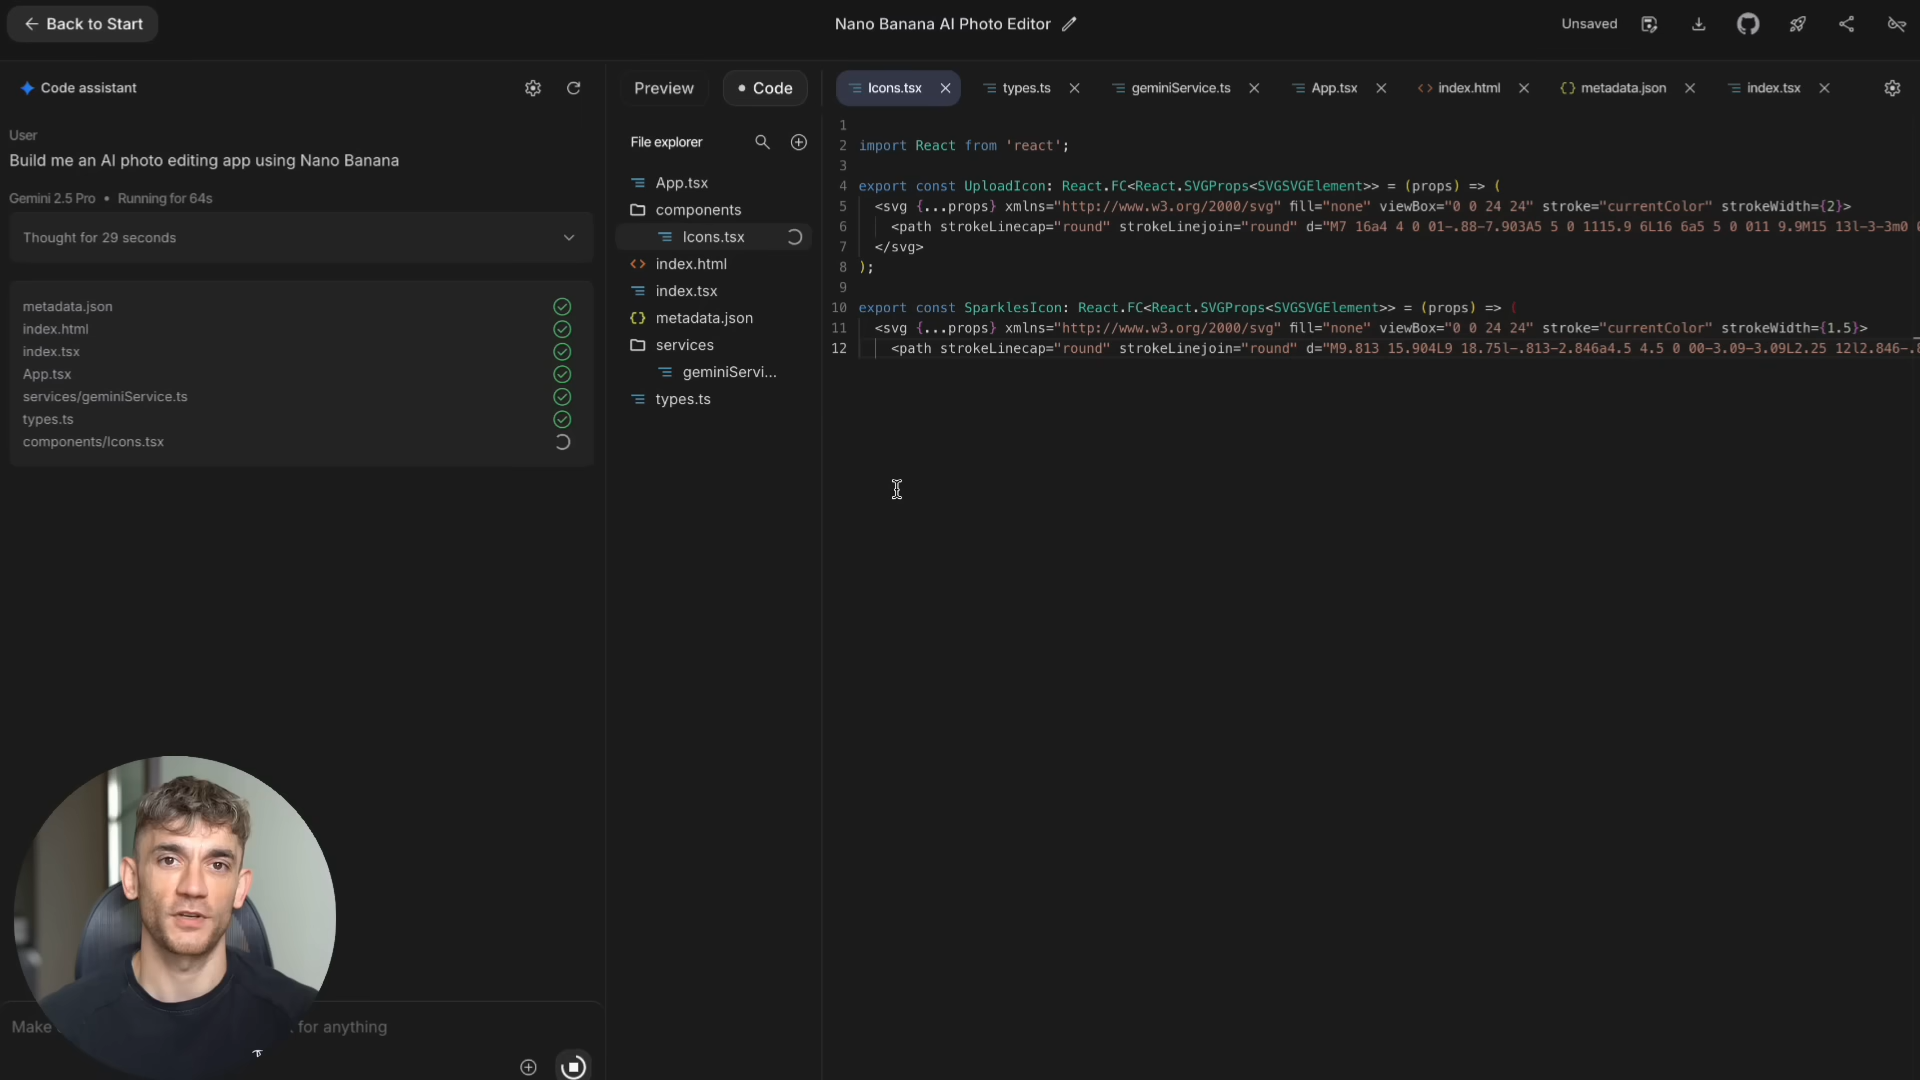 Back to Start
Nano Banana AI Photo Editor
Unsaved
Code assistant
User
Build me an AI photo editing app using Nano Banana
Gemini 2.5 Pro • Running for 64s
Thought for 29 seconds
metadata.json
index.html
index.tsx
App.tsx
services/geminiService.ts
types.ts
components/Icons.tsx
Make
for anything
Preview
Code
File explorer
App.tsx
components
Icons.tsx
index.html
index.tsx
metadata.json
services
geminiServi...
types.ts
Icons.tsx
types.ts
geminiService.ts
App.tsx
index.html
metadata.json
index.tsx
1
2 import React from 'react';
3
4 export const UploadIcon: React.FC<React.SVGProps<SVGSVGElement>> = (props) => (
5 <svg {...props} xmlns="http://www.w3.org/2000/svg" fill="none" viewBox="0 0 24 24" stroke="currentColor" strokeWidth={2}>
6 <path strokeLinecap="round" strokeLinejoin="round" d="M7 16a4 4 0 01-.88-7.903A5 5 0 1115.9 6L16 6a5 5 0 011 9.9M15 13l-3-3m0
7 </svg>
8 );
9
10 export const SparklesIcon: React.FC<React.SVGProps<SVGSVGElement>> = (props) => (
11 <svg {...props} xmlns="http://www.w3.org/2000/svg" fill="none" viewBox="0 0 24 24" stroke="currentColor" strokeWidth={1.5}>
12 <path strokeLinecap="round" strokeLinejoin="round" d="M9.813 15.904L9 18.75l-.813-2.846a4.5 4.5 0 00-3.09-3.09L2.25 12l2.846-.